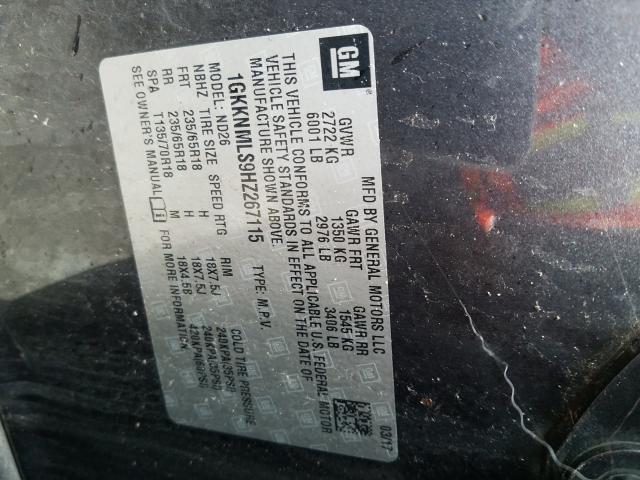 GM
MFD BY GENERAL MOTORS LLC 03/17
GVWR GAWR FRT GAWR RR
2722 KG 1350 KG 1545 KG
6001 LB 2976 LB 3406 LB
THIS VEHICLE CONFORMS TO ALL APPLICABLE U.S. FEDERAL MOTOR
VEHICLE SAFETY STANDARDS IN EFFECT ON THE DATE OF
MANUFACTURE SHOWN ABOVE.
1GKKNMLS9HZ267115 TYPE: M.P.V.
MODEL: ND26
NBHZ TIRE SIZE SPEED RTG RIM COLD TIRE PRESSURE
FRT 235/65R18 H 18X7.5J 240KPA(35PSI)
RR 235/65R18 H 18X7.5J 240KPA(35PSI)
SPA T135/70R18 M 18X4.5B 420KPA(60PSI)
SEE OWNER'S MANUAL FOR MORE INFORMATION